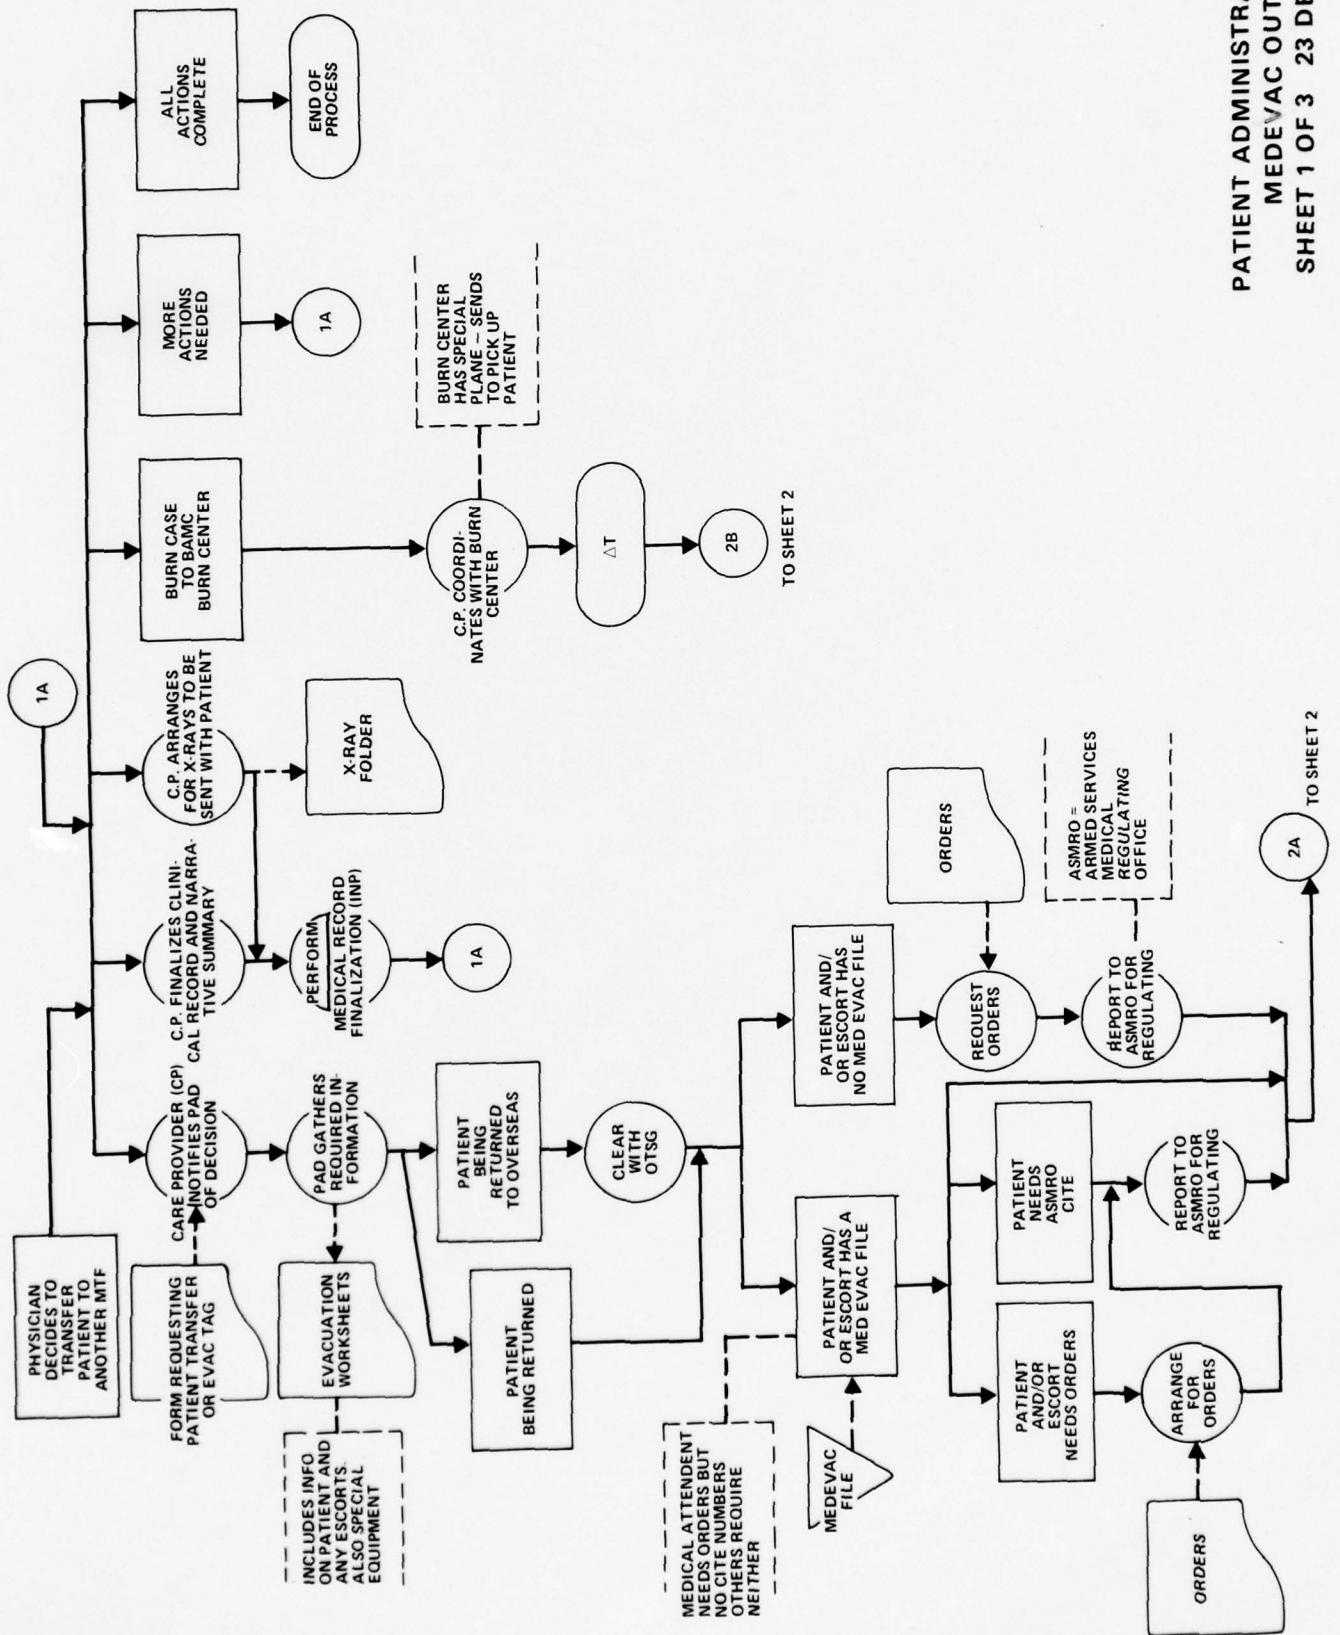 1A
PHYSICIAN
DECIDES TO
TRANSFER
PATIENT TO
ANOTHER MTF
FORM REQUESTING
PATIENT TRANSFER
OR EVAC TAG
CARE PROVIDER (CP)
NOTIFIES PAD
OF DECISION
C.P. FINALIZES CLINI-
CAL RECORD AND NARRA-
TIVE SUMMARY
C.P. ARRANGES
FOR X-RAYS TO BE
SENT WITH PATIENT
BURN CASE
TO BAMC
BURN CENTER
MORE
ACTIONS
NEEDED
ALL
ACTIONS
COMPLETE
INCLUDES INFO
ON PATIENT AND
ANY ESCORTS.
ALSO SPECIAL
EQUIPMENT
EVACUATION
WORKSHEETS
PAD GATHERS
REQUIRED IN-
FORMATION
PERFORM
MEDICAL RECORD
FINALIZATION (INP)
X-RAY
FOLDER
1A
END OF
PROCESS
PATIENT
BEING RETURNED
PATIENT
BEING
RETURNED
TO OVERSEAS
1A
C.P. COORDI-
NATES WITH BURN
CENTER
BURN CENTER
HAS SPECIAL
PLANE – SENDS
TO PICK UP
PATIENT
CLEAR
WITH
OTSG
ΔT
2B
TO SHEET 2
MEDICAL ATTENDENT
NEEDS ORDERS BUT
NO CITE NUMBERS
OTHERS REQUIRE
NEITHER
MEDEVAC
FILE
PATIENT AND/
OR ESCORT HAS A
MED EVAC FILE
PATIENT AND/
OR ESCORT HAS
NO MED EVAC FILE
ORDERS
REQUEST
ORDERS
PATIENT
AND/OR
ESCORT
NEEDS ORDERS
PATIENT
NEEDS
ASMRO
CITE
REPORT TO
ASMRO FOR
REGULATING
ASMRO =
ARMED SERVICES
MEDICAL
REGULATING
OFFICE
ORDERS
ARRANGE
FOR
ORDERS
REPORT TO
ASMRO FOR
REGULATING
2A
TO SHEET 2
PATIENT ADMINISTRA
MEDEVAC OUT
SHEET 1 OF 3 23 DE